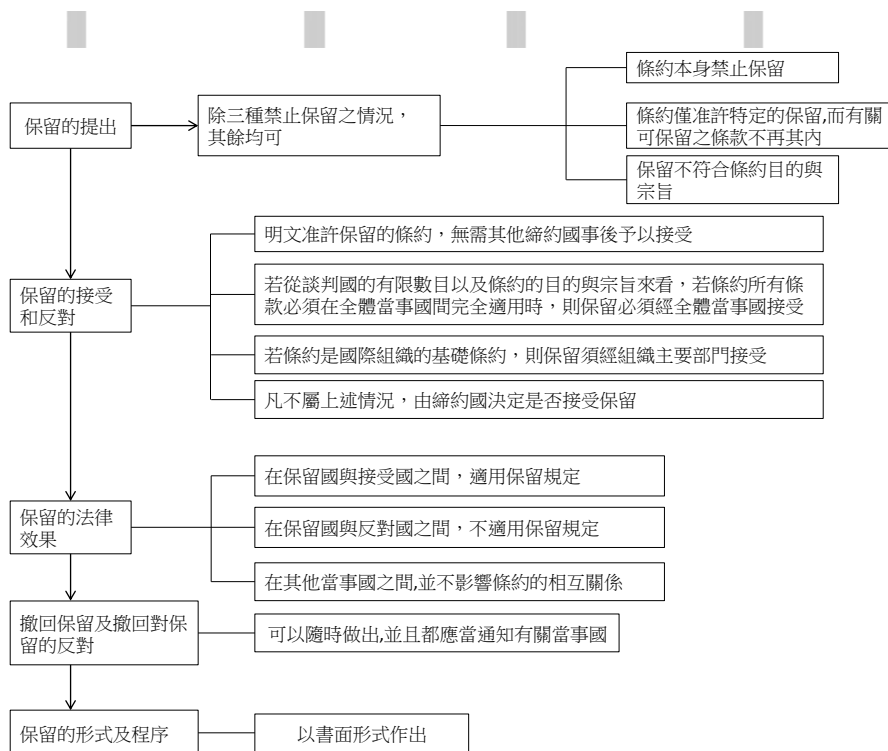 保留的提出
除三種禁止保留之情況，
其餘均可
條約本身禁止保留
條約僅准許特定的保留,而有關
可保留之條款不再其內
保留不符合條約目的與
宗旨
保留的接受
和反對
明文准許保留的條約，無需其他締約國事後予以接受
若從談判國的有限數目以及條約的目的與宗旨來看，若條約所有條
款必須在全體當事國間完全適用時，則保留必須經全體當事國接受
若條約是國際組織的基礎條約，則保留須經組織主要部門接受
凡不屬上述情況，由締約國決定是否接受保留
保留的法律
效果
在保留國與接受國之間，適用保留規定
在保留國與反對國之間，不適用保留規定
在其他當事國之間,並不影響條約的相互關係
撤回保留及撤回對保
留的反對
可以隨時做出,並且都應當通知有關當事國
保留的形式及程序
以書面形式作出